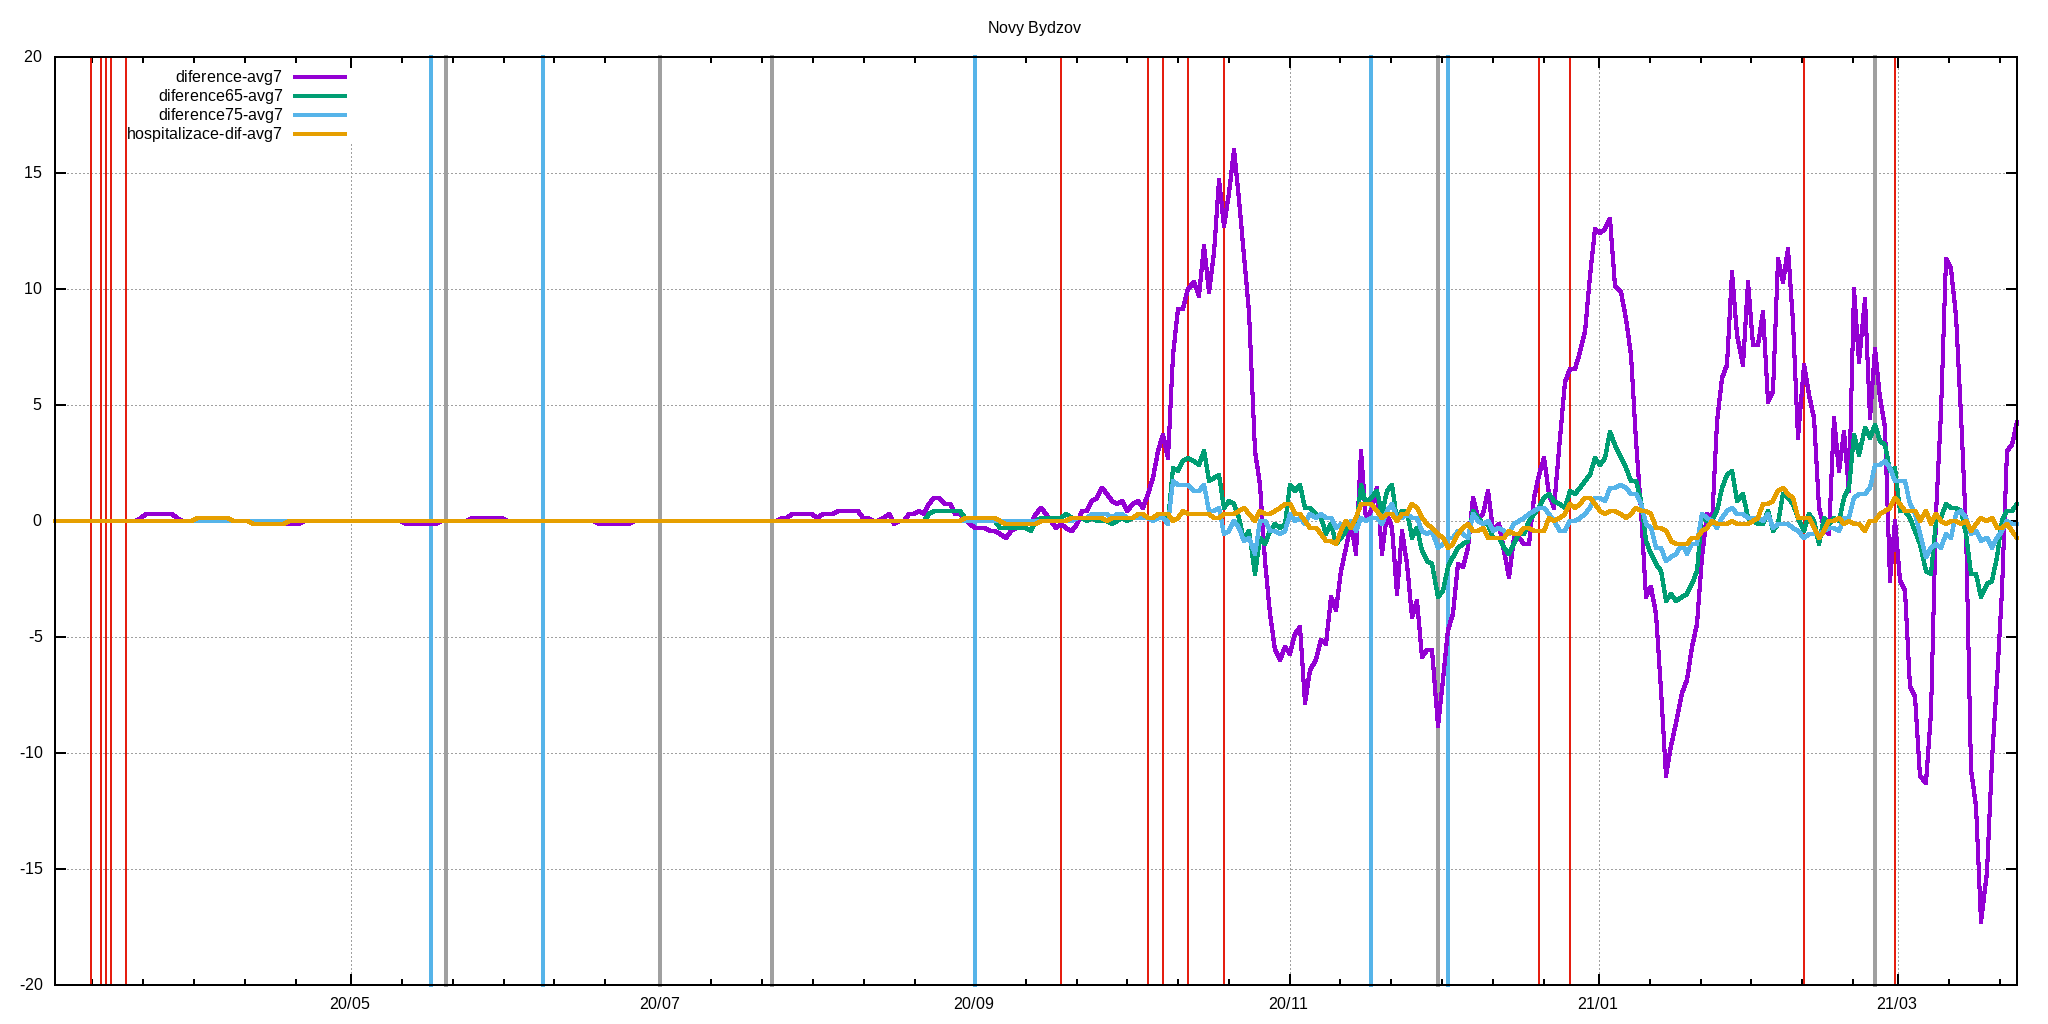 Novy Bydzov
20
diference-avg7
diference65-avg7
diference75-avg7
hospitalizace-dif-avg7
15
10
5
0
-5
-10
-15
-20
20/05 20/07 20/09 20/11 21/01 21/03